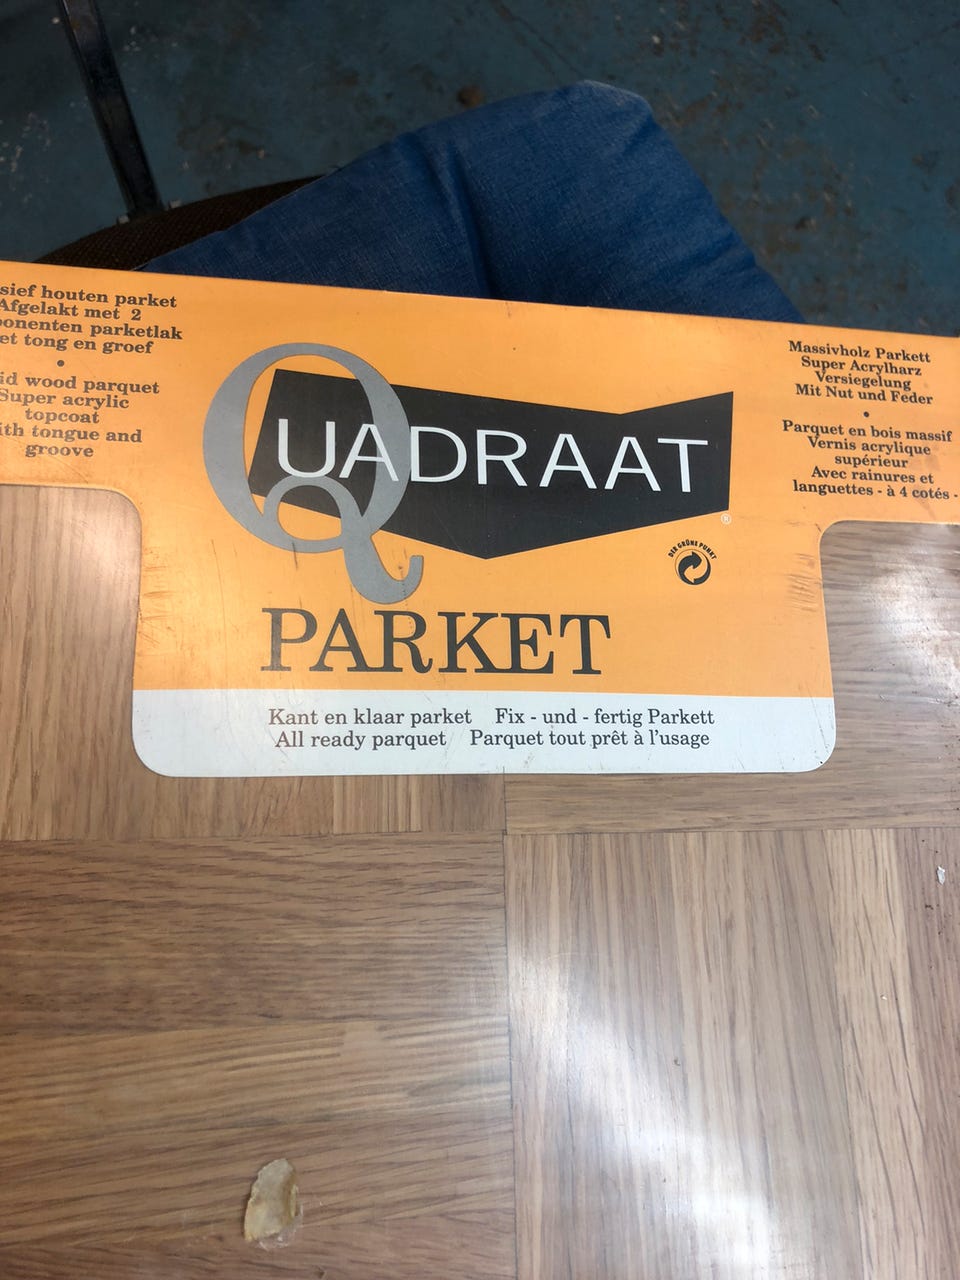 sief houten parket
Afgelakt met 2
ponenten parketlak
et tong en groef
•
id wood parquet
Super acrylic
topcoat
ith tongue and
groove
QUADRAAT
®
DER GRÜNE PUNKT
PARKET
Kant en klaar parket Fix - und - fertig Parkett
All ready parquet Parquet tout prêt à l'usage
Massivholz Parkett
Super Acrylharz
Versiegelung
Mit Nut und Feder
•
Parquet en bois massif
Vernis acrylique
supérieur
Avec rainures et
languettes - à 4 cotés -